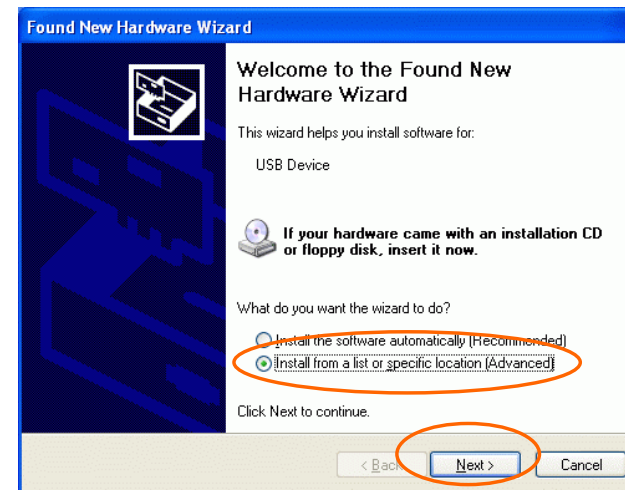 Found New Hardware Wizard
Welcome to the Found New
Hardware Wizard
This wizard helps you install software for:
USB Device
If your hardware came with an installation CD
or floppy disk, insert it now.
What do you want the wizard to do?
Install the software automatically (Recommended)
Install from a list or specific location (Advanced)
Click Next to continue.
< Back Next > Cancel